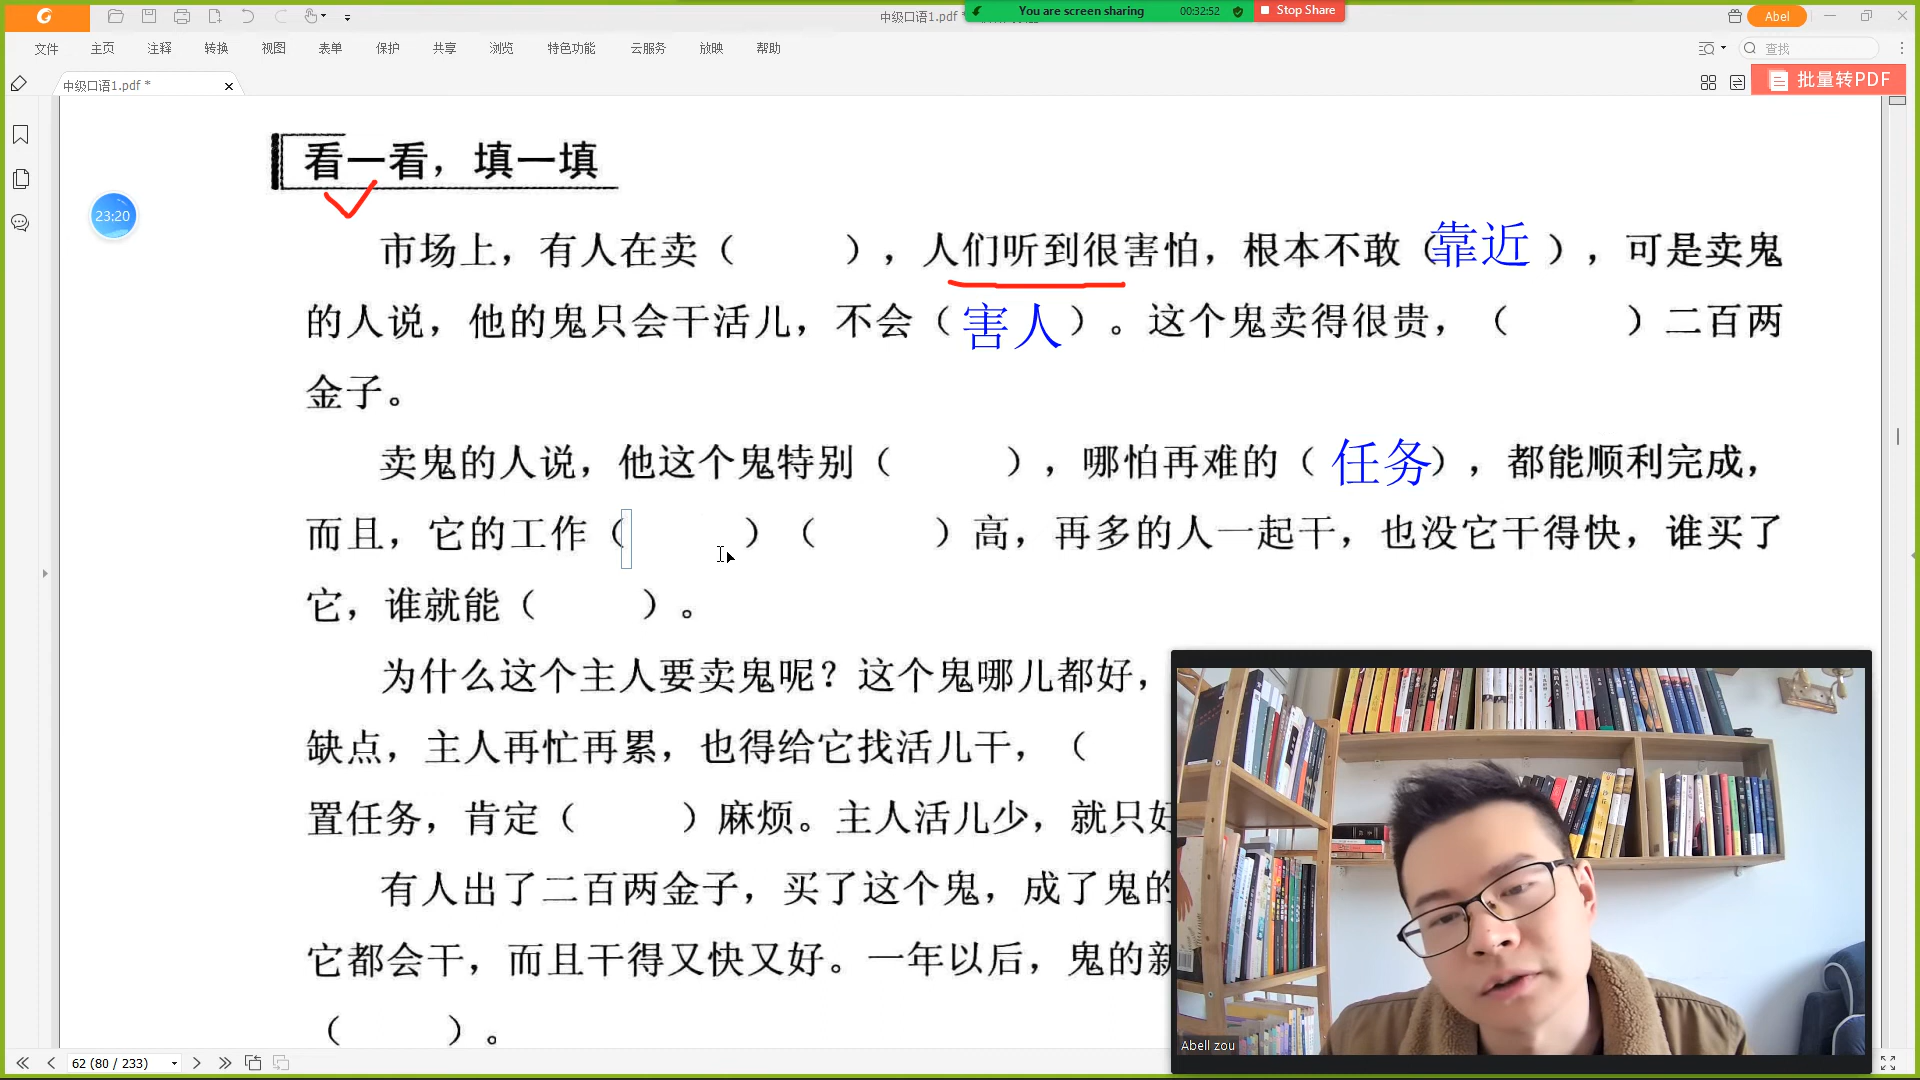 中级口语1.pdf *
You are screen sharing
00:32:52
Stop Share
Abel
文件 主页 注释 转换 视图 表单 保护 共享 浏览 特色功能 云服务 放映 帮助
查找
中级口语1.pdf *
批量转PDF
看一看，填一填
23:20
市场上，有人在卖（ ），人们听到很害怕，根本不敢（靠近），可是卖鬼
的人说，他的鬼只会干活儿，不会（害人）。这个鬼卖得很贵，（ ）二百两
金子。
卖鬼的人说，他这个鬼特别（ ），哪怕再难的（任务），都能顺利完成，
而且，它的工作（ ）（ ）高，再多的人一起干，也没它干得快，谁买了
它，谁就能（ ）。
为什么这个主人要卖鬼呢？这个鬼哪儿都好，
缺点，主人再忙再累，也得给它找活儿干，（
置任务，肯定（ ）麻烦。主人活儿少，就只好
有人出了二百两金子，买了这个鬼，成了鬼的
它都会干，而且干得又快又好。一年以后，鬼的新
（ ）。
Abell zou
62 (80 / 233)